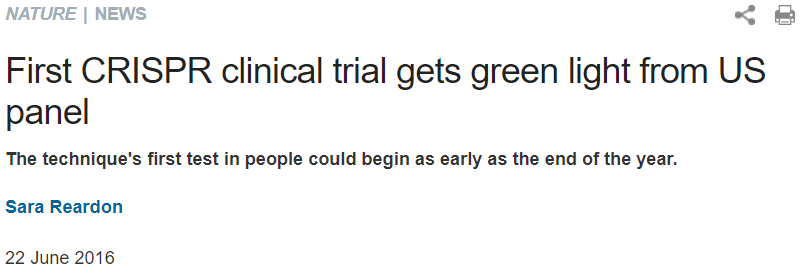 NATURE | NEWS
First CRISPR clinical trial gets green light from US
panel
The technique's first test in people could begin as early as the end of the year.
Sara Reardon
22 June 2016